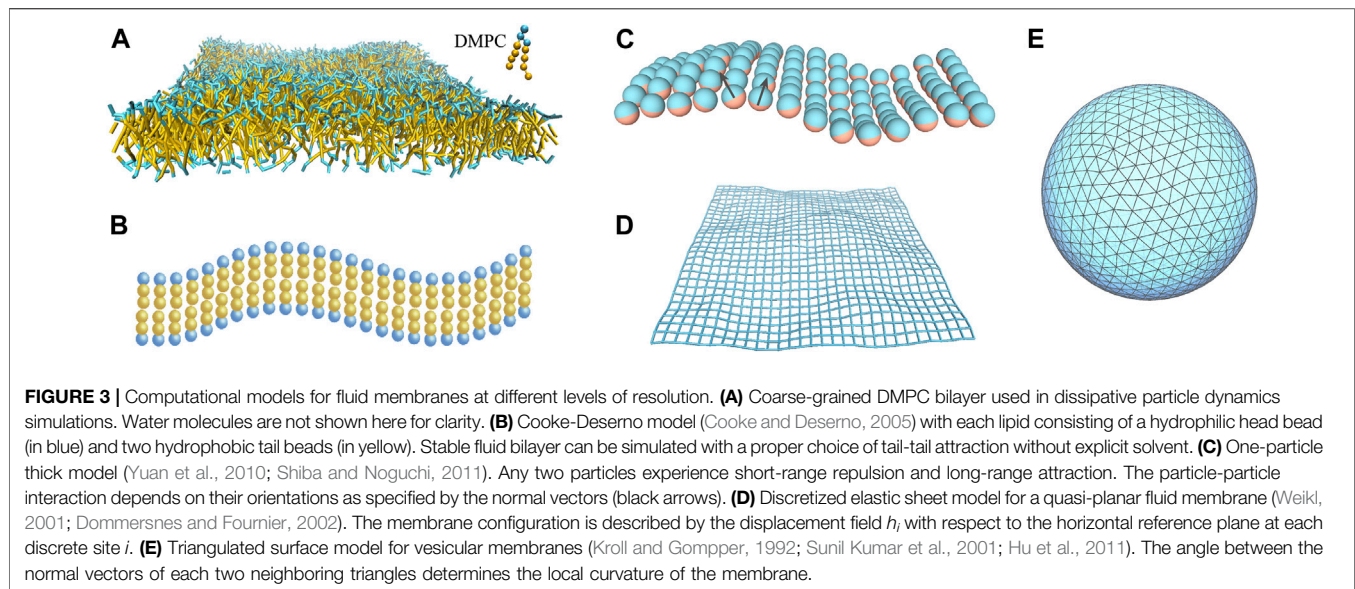 A
DMPC
B
C
D
E
FIGURE 3 | Computational models for fluid membranes at different levels of resolution. (A) Coarse-grained DMPC bilayer used in dissipative particle dynamics
simulations. Water molecules are not shown here for clarity. (B) Cooke-Deserno model (Cooke and Deserno, 2005) with each lipid consisting of a hydrophilic head bead
(in blue) and two hydrophobic tail beads (in yellow). Stable fluid bilayer can be simulated with a proper choice of tail-tail attraction without explicit solvent. (C) One-particle
thick model (Yuan et al., 2010; Shiba and Noguchi, 2011). Any two particles experience short-range repulsion and long-range attraction. The particle-particle
interaction depends on their orientations as specified by the normal vectors (black arrows). (D) Discretized elastic sheet model for a quasi-planar fluid membrane (Weikl,
2001; Dommersnes and Fournier, 2002). The membrane configuration is described by the displacement field hi with respect to the horizontal reference plane at each
discrete site i. (E) Triangulated surface model for vesicular membranes (Kroll and Gompper, 1992; Sunil Kumar et al., 2001; Hu et al., 2011). The angle between the
normal vectors of each two neighboring triangles determines the local curvature of the membrane.